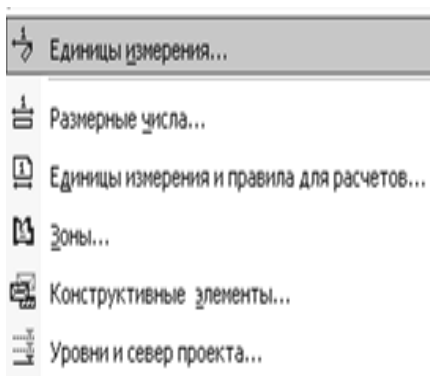 Единицы измерения...
Размерные числа...
Единицы измерения и правила для расчетов...
Зоны...
Конструктивные элементы...
Уровни и север проекта...